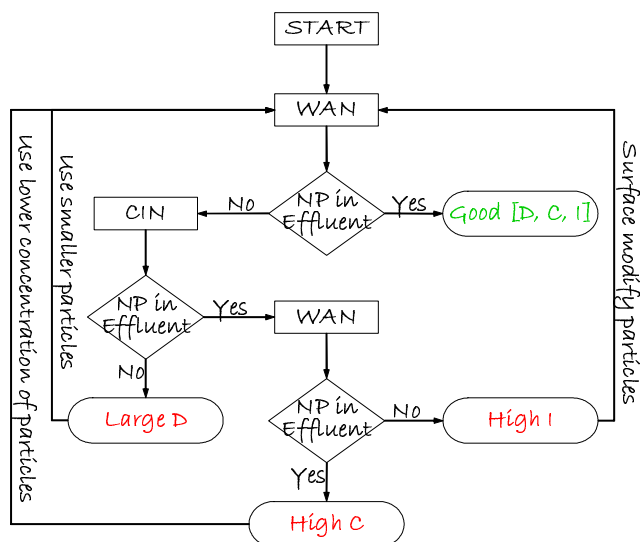 START
WAN
NP in
Effluent
No
Yes
Good [D, C, I]
CIN
NP in
Effluent
Yes
No
WAN
Large D
NP in
Effluent
No
Yes
High I
High C
Use lower concentration of particles
Use smaller particles
Surface modify particles